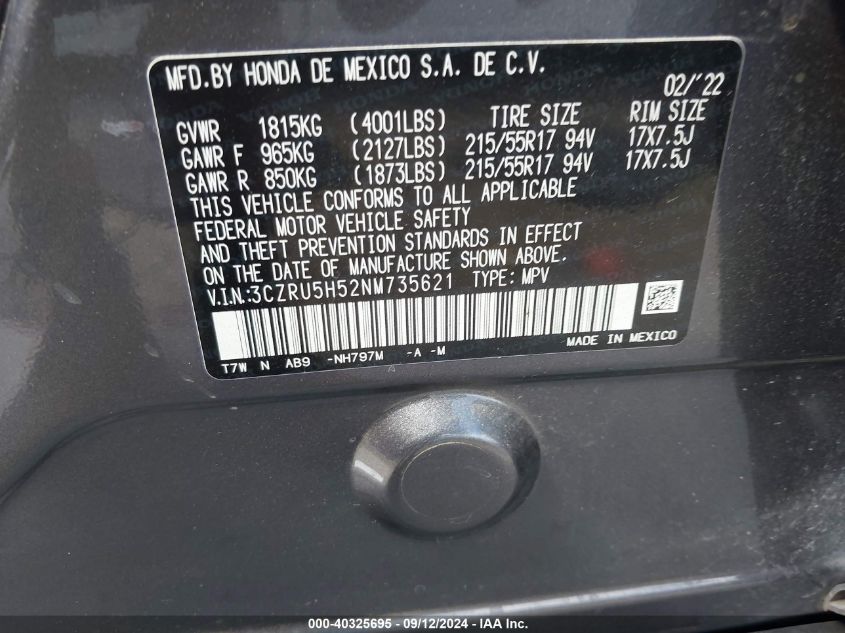 MFD.BY HONDA DE MEXICO S.A. DE C.V.
02/'22
GVWR 1815KG (4001LBS) TIRE SIZE RIM SIZE
GAWR F 965KG (2127LBS) 215/55R17 94V 17X7.5J
GAWR R 850KG (1873LBS) 215/55R17 94V 17X7.5J
THIS VEHICLE CONFORMS TO ALL APPLICABLE
FEDERAL MOTOR VEHICLE SAFETY
AND THEFT PREVENTION STANDARDS IN EFFECT
ON THE DATE OF MANUFACTURE SHOWN ABOVE.
V.I.N.:3CZRU5H52NM735621 TYPE: MPV
MADE IN MEXICO
T7W N AB9 -NH797M -A -M
000-40325695 - 09/12/2024 - IAA Inc.